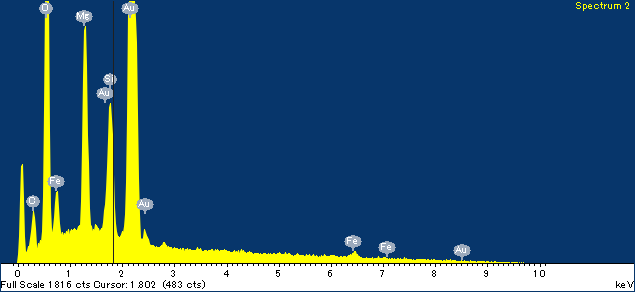 Spectrum 2
O Mg Au
Si
Au
Fe
O Au
Fe Fe Au
0 1 2 3 4 5 6 7 8 9 10
Full Scale 1816 cts Cursor: 1.802 (483 cts) keV